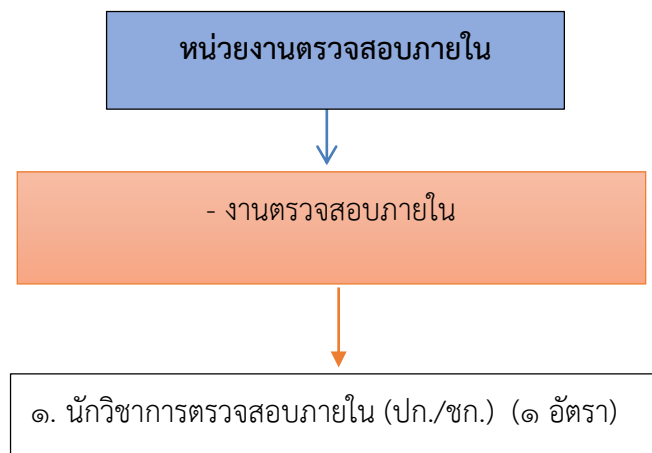 หน่วยงานตรวจสอบภายใน
- งานตรวจสอบภายใน
๑. นักวิชาการตรวจสอบภายใน (ปก./ชก.) (๑ อัตรา)